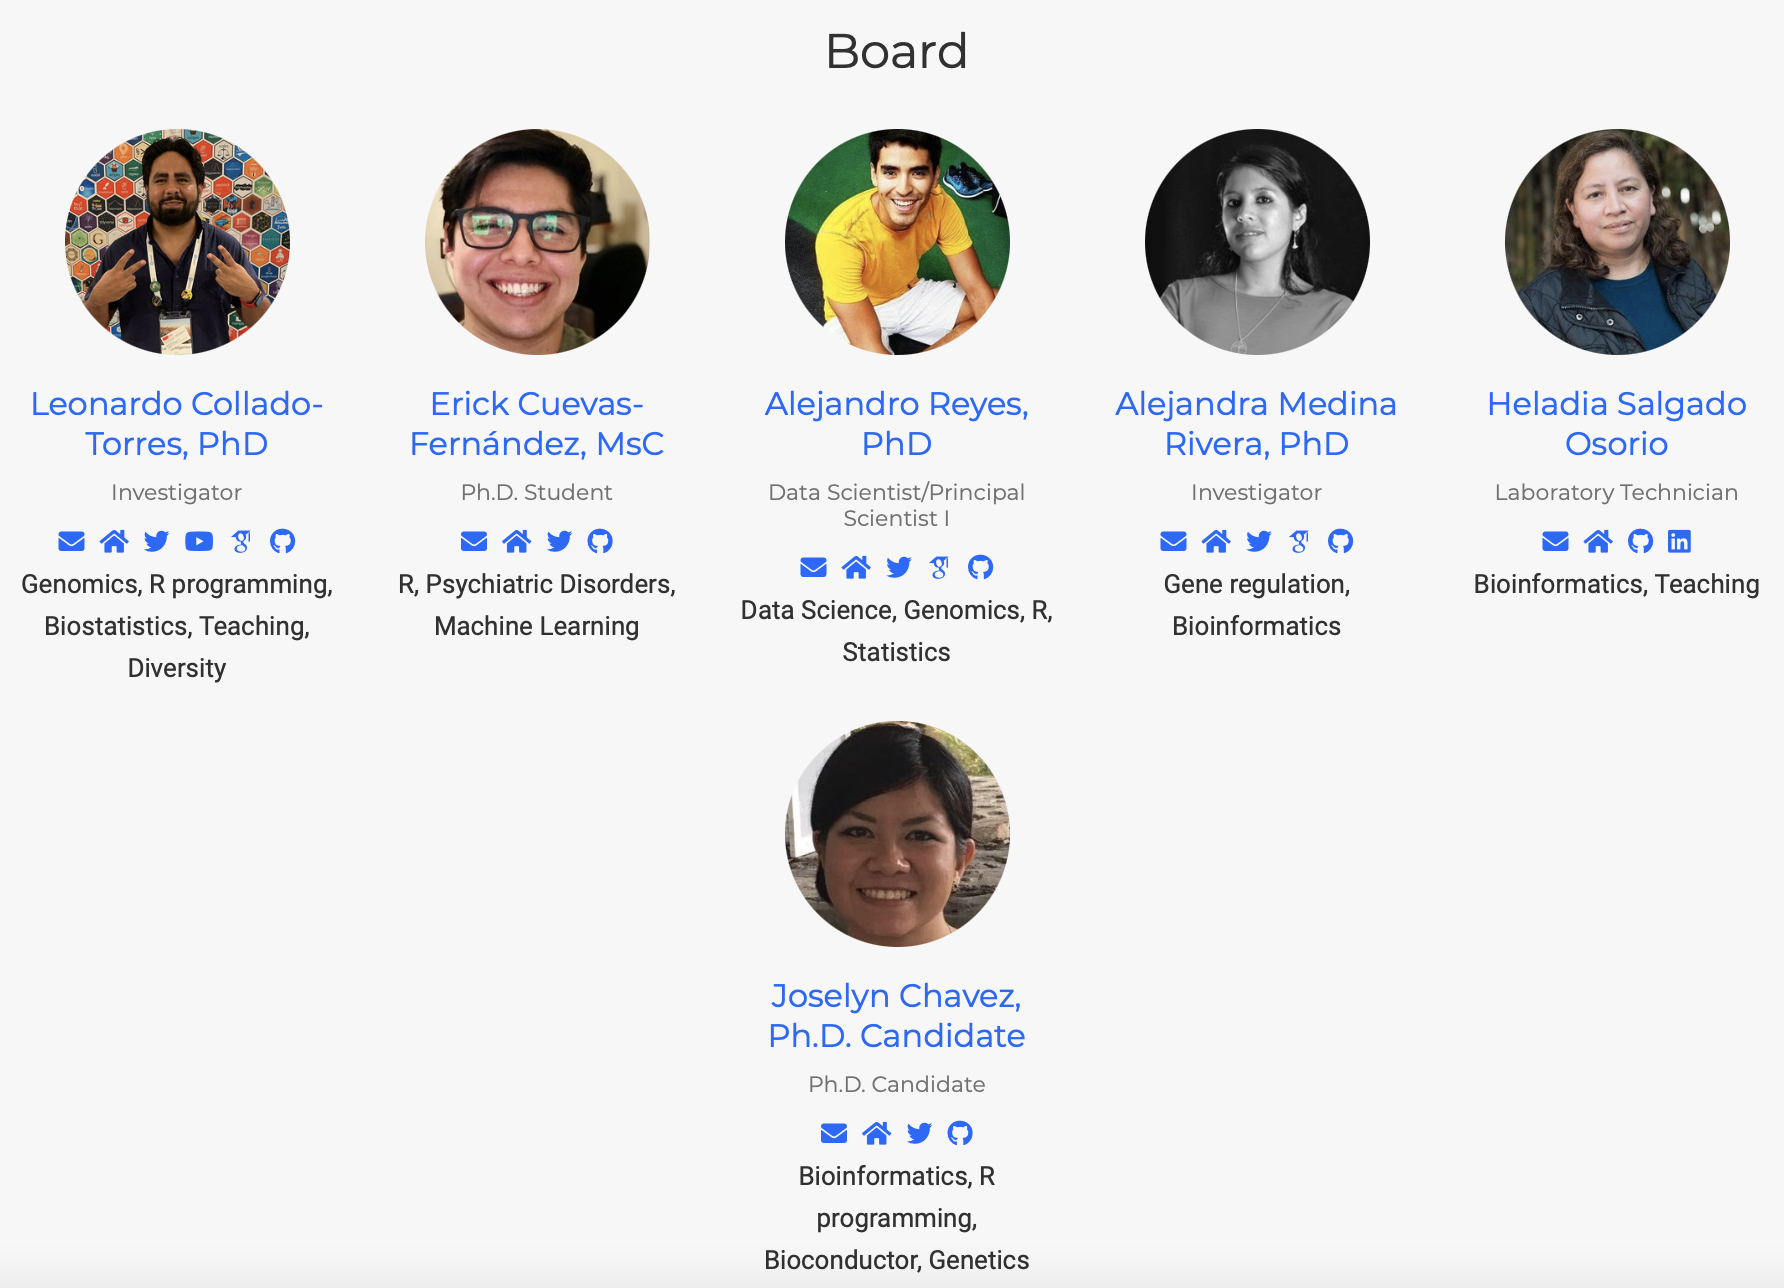 Board
Leonardo Collado-
Torres, PhD
Investigator
Genomics, R programming,
Biostatistics, Teaching,
Diversity
Erick Cuevas-
Fernández, MsC
Ph.D. Student
R, Psychiatric Disorders,
Machine Learning
Alejandro Reyes,
PhD
Data Scientist/Principal
Scientist I
Data Science, Genomics, R,
Statistics
Alejandra Medina
Rivera, PhD
Investigator
Gene regulation,
Bioinformatics
Heladia Salgado
Osorio
Laboratory Technician
Bioinformatics, Teaching
Joselyn Chavez,
Ph.D. Candidate
Ph.D. Candidate
Bioinformatics, R
programming,
Bioconductor, Genetics